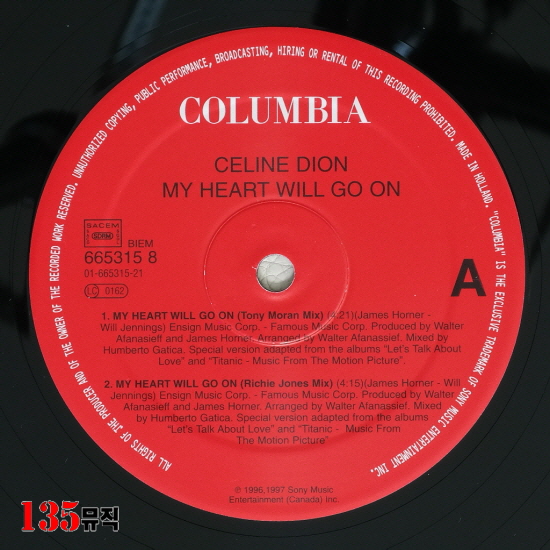 ALL RIGHTS OF THE PRODUCER AND OF THE OWNER OF THE RECORDED WORK RESERVED. UNAUTHORIZED COPYING, PUBLIC PERFORMANCE, BROADCASTING, HIRING OR RENTAL OF THIS RECORDING PROHIBITED. MADE IN HOLLAND. "COLUMBIA" IS THE EXCLUSIVE TRADEMARK OF SONY MUSIC ENTERTAINMENT, INC.
COLUMBIA
CELINE DION
MY HEART WILL GO ON
SACEM
SDRM
BIEM
665315 8
01-665315-21
LC 0162
A
1. MY HEART WILL GO ON (Tony Moran Mix) (4:21)(James Horner -
Will Jennings) Ensign Music Corp. - Famous Music Corp. Produced by Walter
Afanasieff and James Horner. Arranged by Walter Afanassief. Mixed by
Humberto Gatica. Special version adapted from the albums "Let's Talk About
Love" and "Titanic - Music From The Motion Picture".
2. MY HEART WILL GO ON (Richie Jones Mix) (4:15)(James Horner - Will
Jennings) Ensign Music Corp. - Famous Music Corp. Produced by Walter
Afanasieff and James Horner. Arranged by Walter Afanassief. Mixed
by Humberto Gatica. Special version adapted from the albums
"Let's Talk About Love" and "Titanic - Music From
The Motion Picture"
℗ 1996,1997 Sony Music
Entertainment (Canada) Inc.
135뮤직